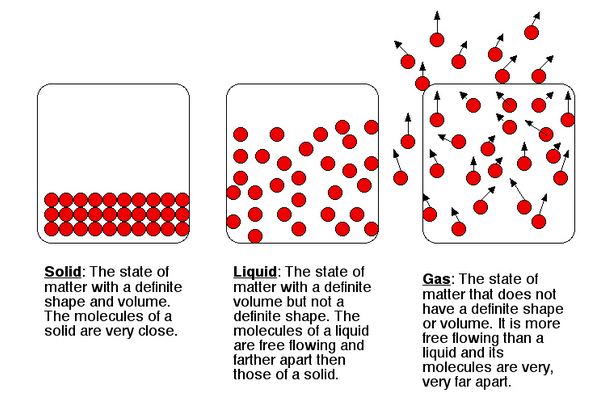 Solid: The state of
matter with a definite
shape and volume.
The molecules of a
solid are very close.
Liquid: The state of
matter with a definite
volume but not a
definite shape. The
molecules of a liquid
are free flowing and
farther apart then
those of a solid.
Gas: The state of
matter that does not
have a definite shape
or volume. It is more
free flowing than a
liquid and its
molecules are very,
very far apart.